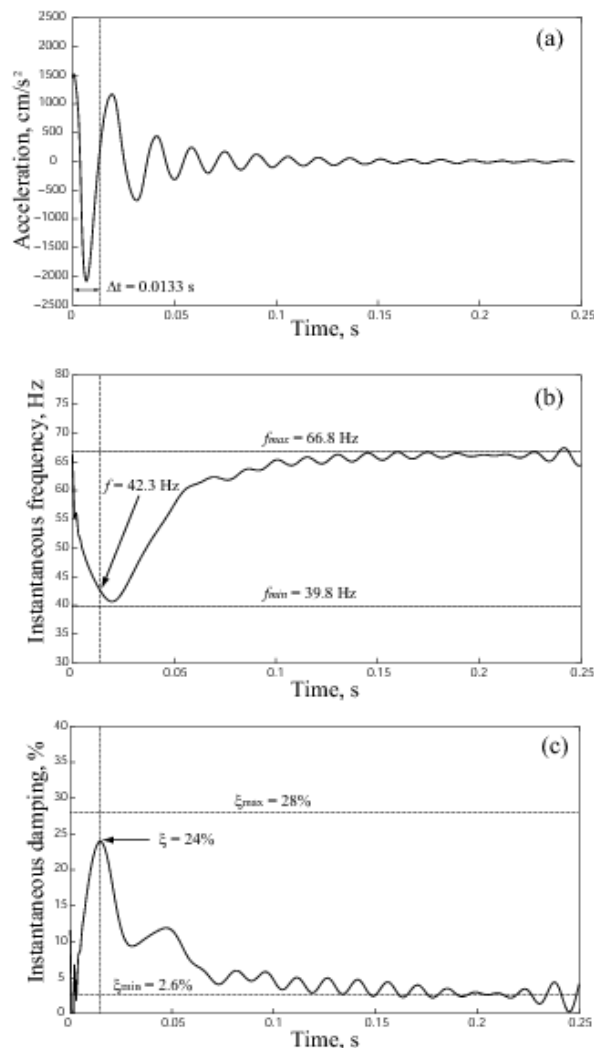 (a)
2500
2000
1500
1000
500
0
−500
−1000
−1500
−2000
−2500
Acceleration, cm/s²
Δt = 0.0133 s
0 0.05 0.1 0.15 0.2 0.25
Time, s
(b)
80
75
70
65
60
55
50
45
40
35
30
Instantaneous frequency, Hz
fmax = 66.8 Hz
f = 42.3 Hz
fmin = 39.8 Hz
0 0.05 0.1 0.15 0.2 0.25
Time, s
(c)
40
35
30
25
20
15
10
5
0
Instantaneous damping, %
ξmax = 28%
ξ = 24%
ξmin = 2.6%
0 0.05 0.1 0.15 0.2 0.25
Time, s